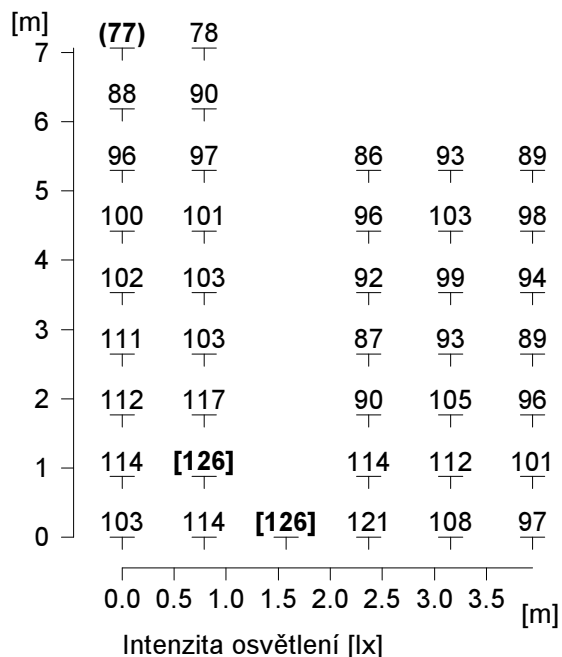 [m]
(77) 78
7
88 90
6
96 97 86 93 89
5
100 101 96 103 98
4
102 103 92 99 94
3
111 103 87 93 89
2
112 117 90 105 96
1
114 [126] 114 112 101
0
103 114 [126] 121 108 97
0.0 0.5 1.0 1.5 2.0 2.5 3.0 3.5
[m]
Intenzita osvětlení [lx]